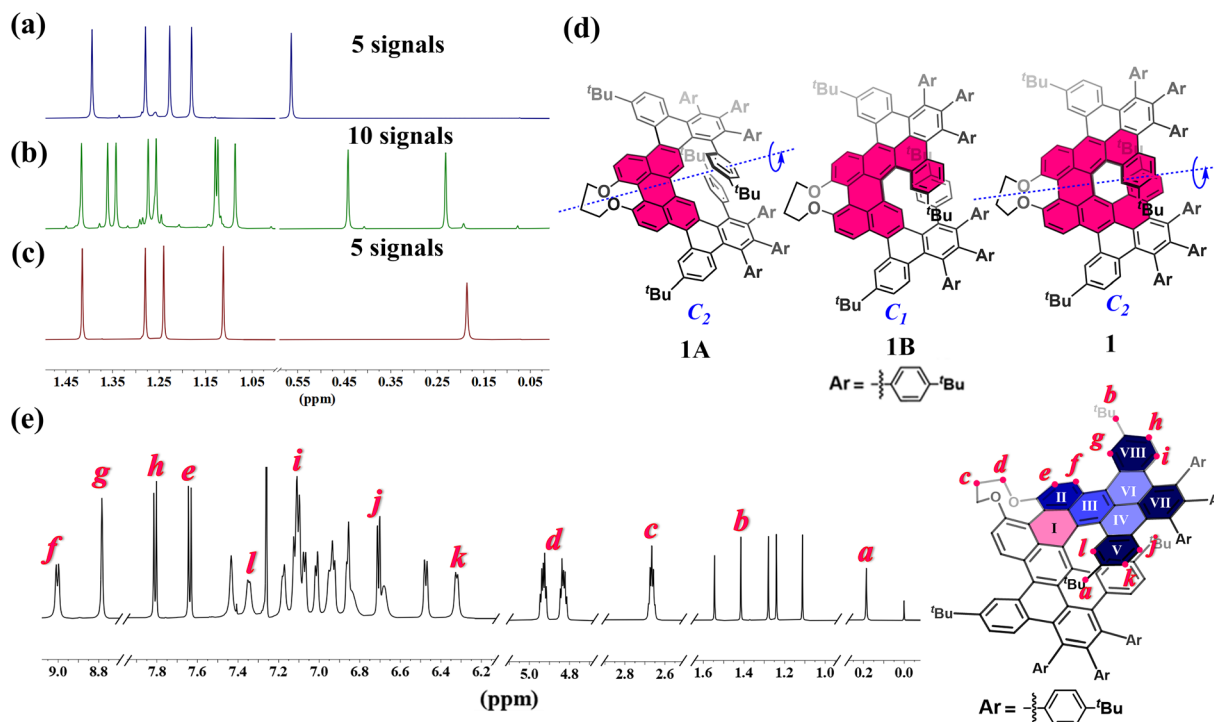 (a)
5 signals
(b)
10 signals
(c)
5 signals
1.45 1.35 1.25 1.15 1.05 0.55 0.45 0.35 0.25 0.15 0.05
(ppm)
(d)
tBu Ar Ar Ar
tBu
tBu
O
O
Ar
Ar
Ar
tBu
C2
1A
tBu Ar Ar Ar
tBu
tBu
O
O
Ar
Ar
Ar
tBu
C1
1B
tBu Ar Ar Ar
tBu
tBu
O
O
Ar
Ar
Ar
tBu
C2
1
Ar = tBu
(e)
f g h e l i j k d c b a
9.0 8.8 7.8 7.6 7.4 7.2 7.0 6.8 6.6 6.4 6.2 5.0 4.8 2.8 2.6 1.6 1.4 1.2 1.0 0.2 0.0
(ppm)
b
tBu h
g VIII i
c d e f
O II III VI Ar
O I IV VII Ar
l V j Ar
k tBu
tBu a
tBu
Ar
Ar
Ar
Ar = tBu